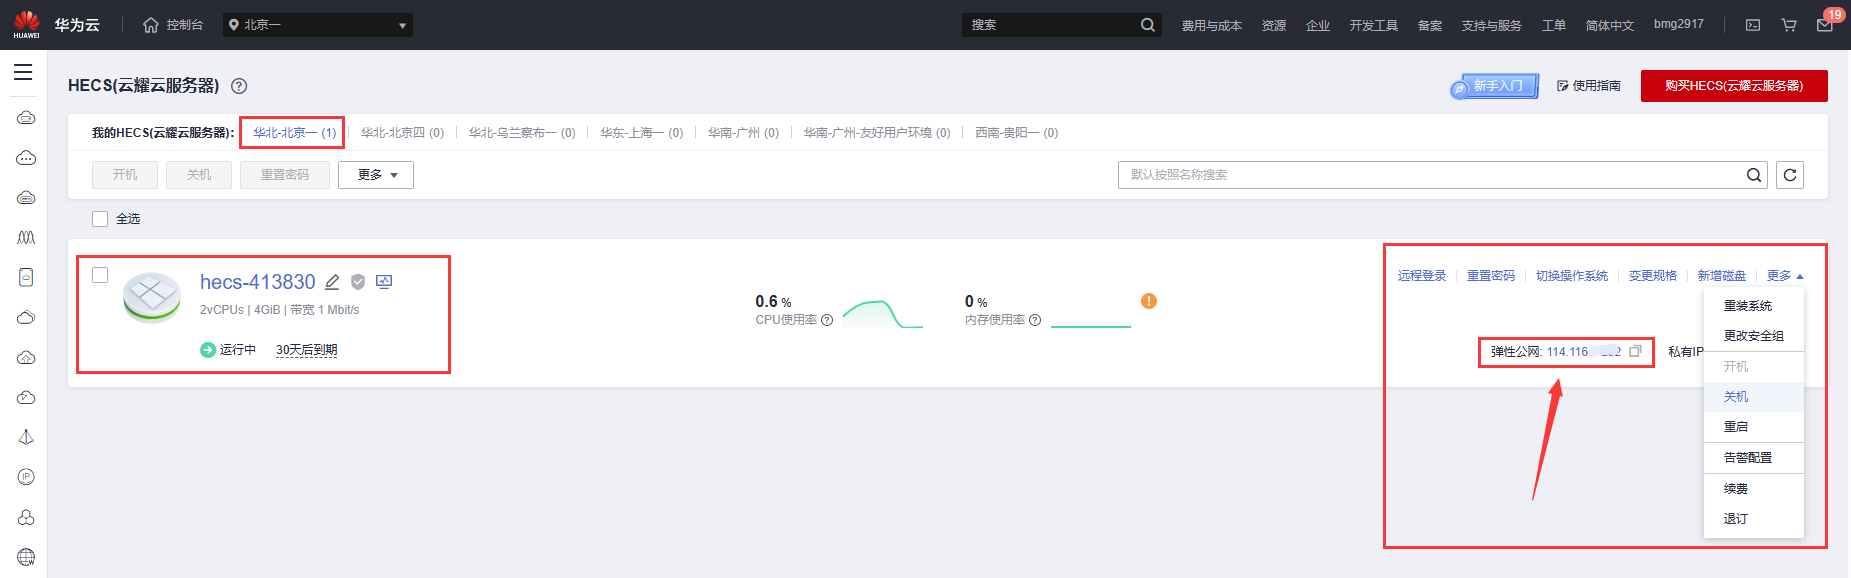 HUAWEI
华为云
控制台
北京一
搜索
费用与成本
资源
企业
开发工具
备案
支持与服务
工单
简体中文
bmg2917
19
HECS(云耀云服务器)
新手入门
使用指南
购买HECS(云耀云服务器)
我的HECS(云耀云服务器):
华北-北京一 (1)
华北-北京四 (0)
华北-乌兰察布一 (0)
华东-上海一 (0)
华南-广州 (0)
华南-广州-友好用户环境 (0)
西南-贵阳一 (0)
开机
关机
重置密码
更多
默认按照名称搜索
全选
hecs-413830
2vCPUs | 4GiB | 带宽 1 Mbit/s
运行中
30天后到期
0.6 %
CPU使用率
0 %
内存使用率
远程登录
重置密码
切换操作系统
变更规格
新增磁盘
更多
弹性公网: 114.116
私有IP
重装系统
更改安全组
开机
关机
重启
告警配置
续费
退订
IP
W